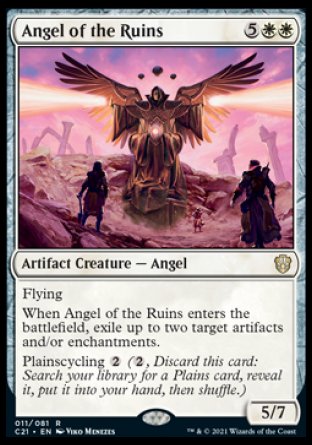 Angel of the Ruins 5
Artifact Creature — Angel
Flying
When Angel of the Ruins enters the
battlefield, exile up to two target artifacts
and/or enchantments.
Plainscycling 2 (2, Discard this card:
Search your library for a Plains card, reveal
it, put it into your hand, then shuffle.)
5/7
011/081 R
C21 • EN Viko Menezes
™ & © 2021 Wizards of the Coast